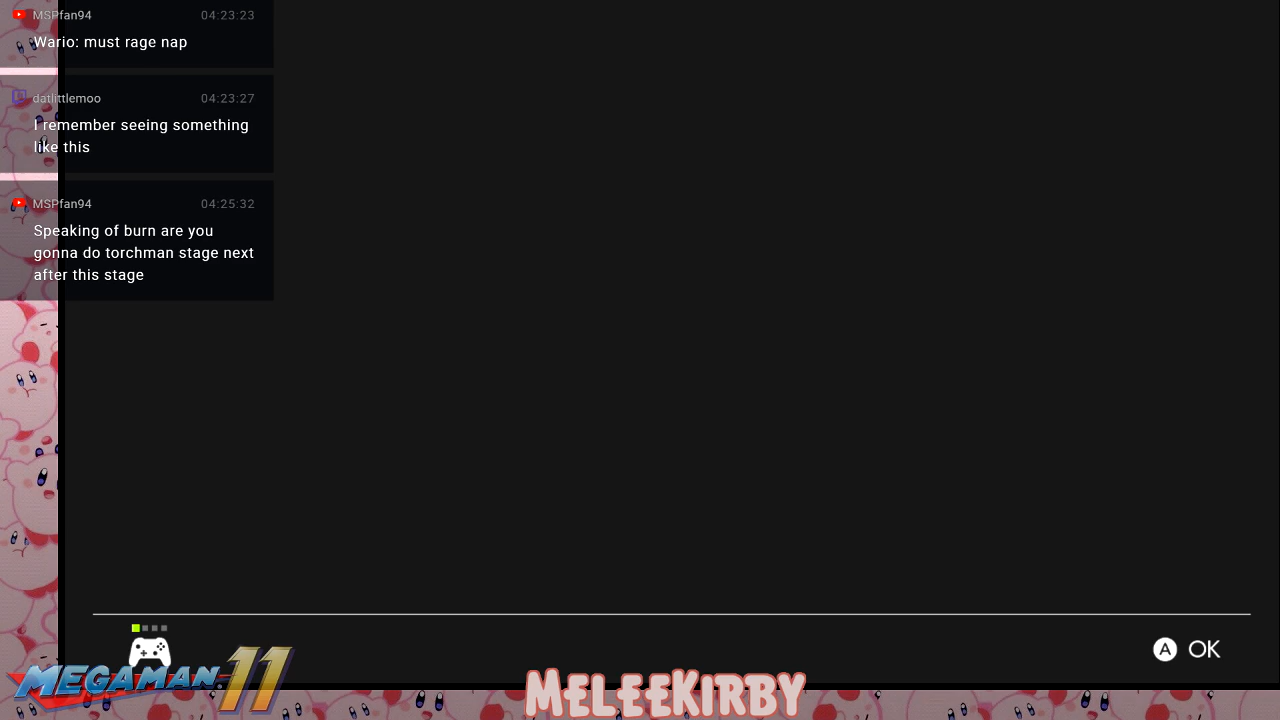 MSPfan94 04:23:23
Wario: must rage nap
datlittlemoo 04:23:27
I remember seeing something
like this
MSPfan94 04:25:32
Speaking of burn are you
gonna do torchman stage next
after this stage
A OK
MEGAMAN 11
MELEEKIRBY